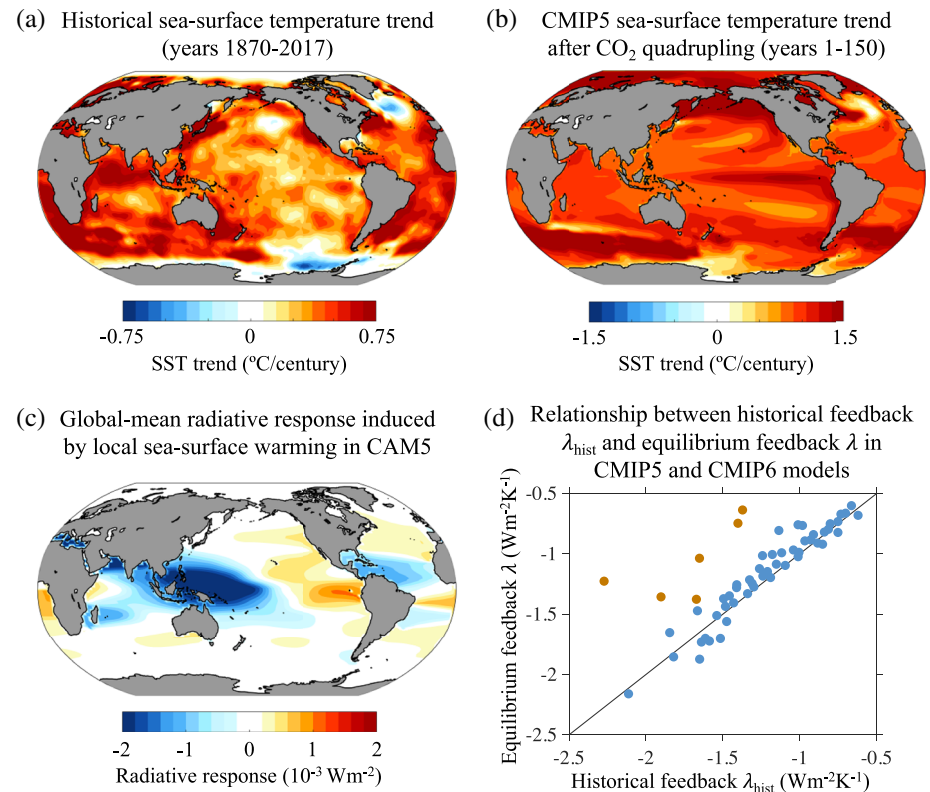 (a) Historical sea-surface temperature trend
(years 1870-2017)
-0.75 0 0.75
SST trend (ºC/century)
(b) CMIP5 sea-surface temperature trend
after CO₂ quadrupling (years 1-150)
-1.5 0 1.5
SST trend (ºC/century)
(c) Global-mean radiative response induced
by local sea-surface warming in CAM5
-2 -1 0 1 2
Radiative response (10⁻³ Wm⁻²)
(d) Relationship between historical feedback
λhist and equilibrium feedback λ in
CMIP5 and CMIP6 models
Equilibrium feedback λ (Wm⁻²K⁻¹)
-0.5
-1
-1.5
-2
-2.5
-2.5 -2 -1.5 -1 -0.5
Historical feedback λhist (Wm⁻²K⁻¹)